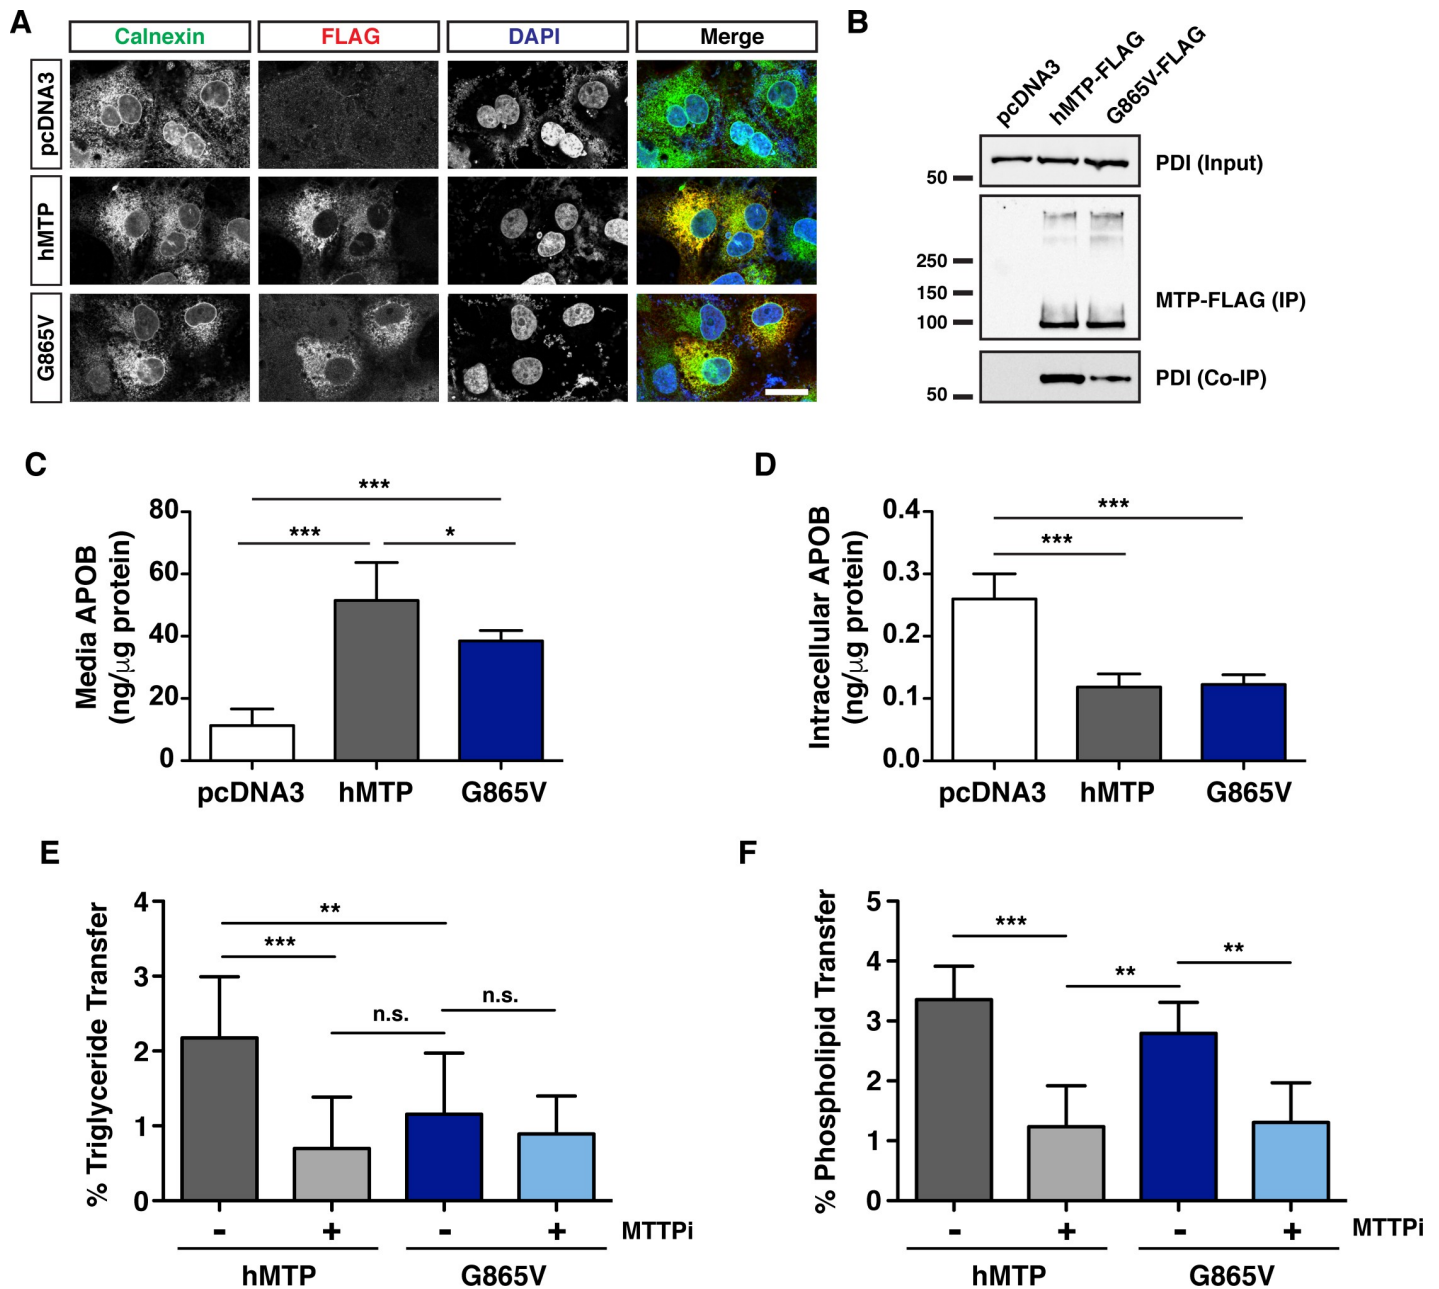 A
Calnexin
FLAG
DAPI
Merge
pcDNA3
hMTP
G865V
B
pcDNA3
hMTP-FLAG
G865V-FLAG
50
PDI (Input)
250
150
100
MTP-FLAG (IP)
50
PDI (Co-IP)
C
Media APOB
(ng/μg protein)
80
60
40
20
0
***
***
*
pcDNA3
hMTP
G865V
D
Intracellular APOB
(ng/μg protein)
0.4
0.3
0.2
0.1
0.0
***
***
pcDNA3
hMTP
G865V
E
% Triglyceride Transfer
4
3
2
1
0
**
***
n.s.
n.s.
- + - + MTTPi
hMTP
G865V
F
% Phospholipid Transfer
5
4
3
2
1
0
***
**
**
- + - + MTTPi
hMTP
G865V